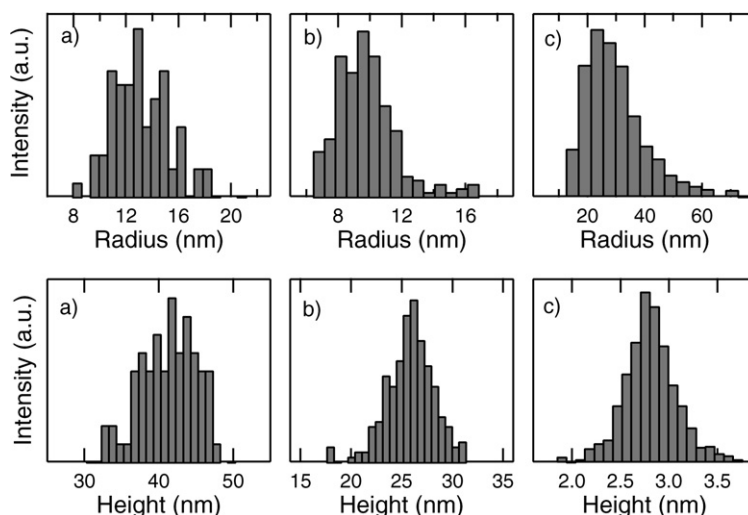 a)
b)
c)
Intensity (a.u.)
8 12 16 20
8 12 16
20 40 60
Radius (nm)
Radius (nm)
Radius (nm)
a)
b)
c)
Intensity (a.u.)
30 40 50
15 20 25 30 35
2.0 2.5 3.0 3.5
Height (nm)
Height (nm)
Height (nm)